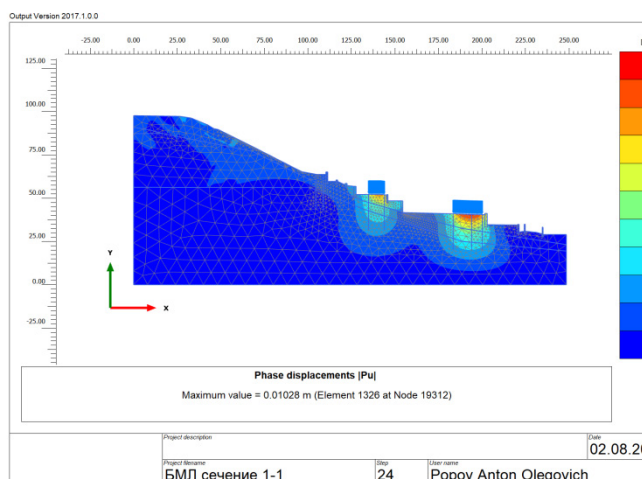 Output Version 2017.1.0.0
-25.00 0.00 25.00 50.00 75.00 100.00 125.00 150.00 175.00 200.00 225.00 250.00
125.00
100.00
75.00
50.00
25.00
0.00
-25.00
Y
X
Phase displacements |Pu|
Maximum value = 0.01028 m (Element 1326 at Node 19312)
Project description
Date
02.08.20
Project filename
Step
User name
БМЛ сечение 1-1
24
Popov Anton Olegovich